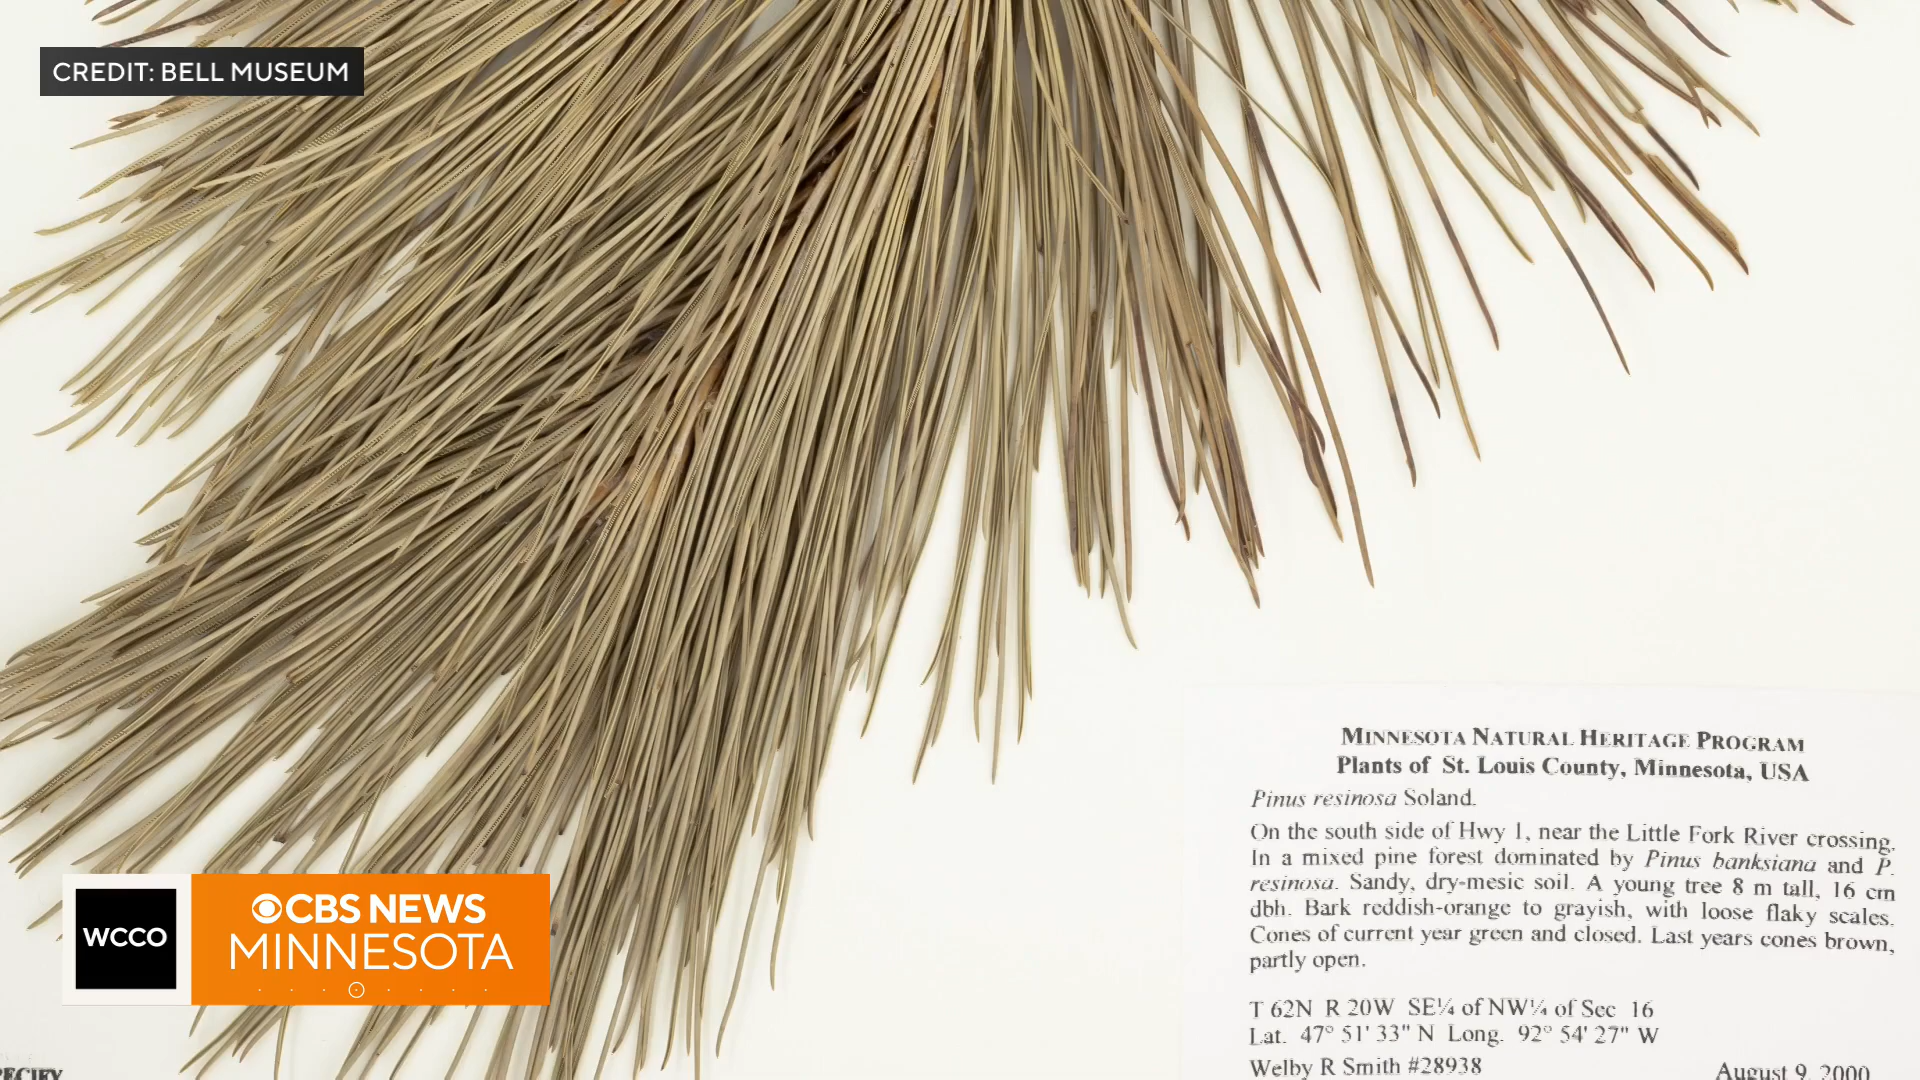 CREDIT: BELL MUSEUM
MINNESOTA NATURAL HERITAGE PROGRAM
Plants of St. Louis County, Minnesota, USA
Pinus resinosa Soland.
On the south side of Hwy 1, near the Little Fork River crossing.
In a mixed pine forest dominated by Pinus banksiana and P.
resinosa. Sandy, dry-mesic soil. A young tree 8 m tall, 16 cm
dbh. Bark reddish-orange to grayish, with loose flaky scales.
Cones of current year green and closed. Last years cones brown,
partly open.
T 62N R 20W SE¼ of NW¼ of Sec 16
Lat. 47° 51' 33" N Long. 92° 54' 27" W
Welby R Smith #28938 August 9, 2000
WCCO
CBS NEWS
MINNESOTA